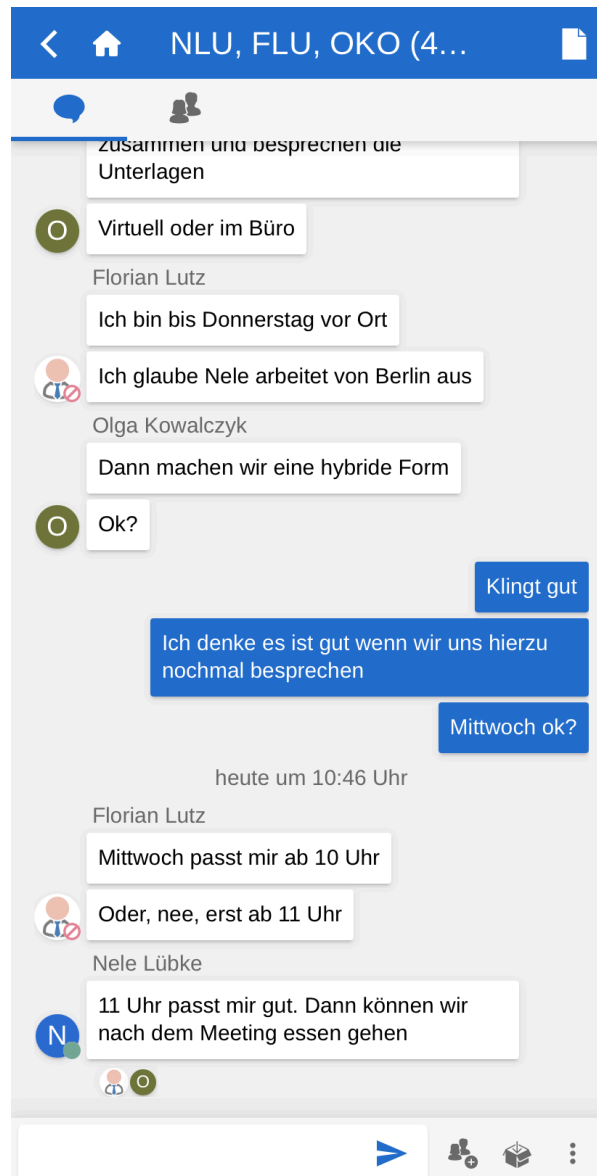 NLU, FLU, OKO (4...
zusammen und besprechen die
Unterlagen
O
Virtuell oder im Büro
Florian Lutz
Ich bin bis Donnerstag vor Ort
Ich glaube Nele arbeitet von Berlin aus
Olga Kowalczyk
Dann machen wir eine hybride Form
O
Ok?
Klingt gut
Ich denke es ist gut wenn wir uns hierzu
nochmal besprechen
Mittwoch ok?
heute um 10:46 Uhr
Florian Lutz
Mittwoch passt mir ab 10 Uhr
Oder, nee, erst ab 11 Uhr
Nele Lübke
11 Uhr passt mir gut. Dann können wir
nach dem Meeting essen gehen
N
O